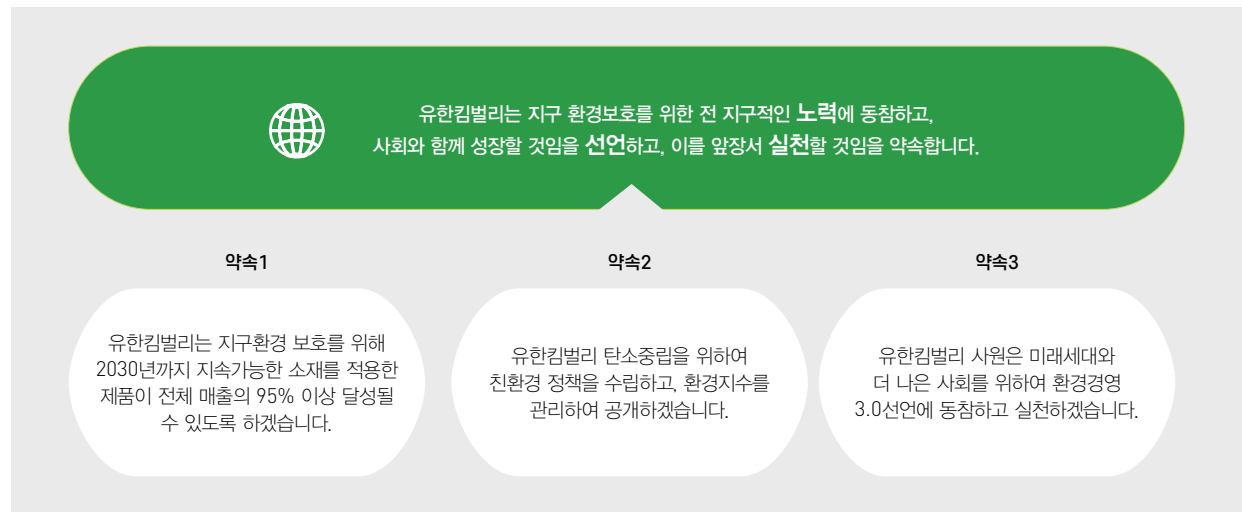 유한킴벌리는 지구 환경보호를 위한 전 지구적인 노력에 동참하고,
사회와 함께 성장할 것임을 선언하고, 이를 앞장서 실천할 것임을 약속합니다.
약속1
유한킴벌리는 지구환경 보호를 위해
2030년까지 지속가능한 소재를 적용한
제품이 전체 매출의 95% 이상 달성될
수 있도록 하겠습니다.
약속2
유한킴벌리 탄소중립을 위하여
친환경 정책을 수립하고, 환경지수를
관리하여 공개하겠습니다.
약속3
유한킴벌리 사원은 미래세대와
더 나은 사회를 위하여 환경경영
3.0선언에 동참하고 실천하겠습니다.